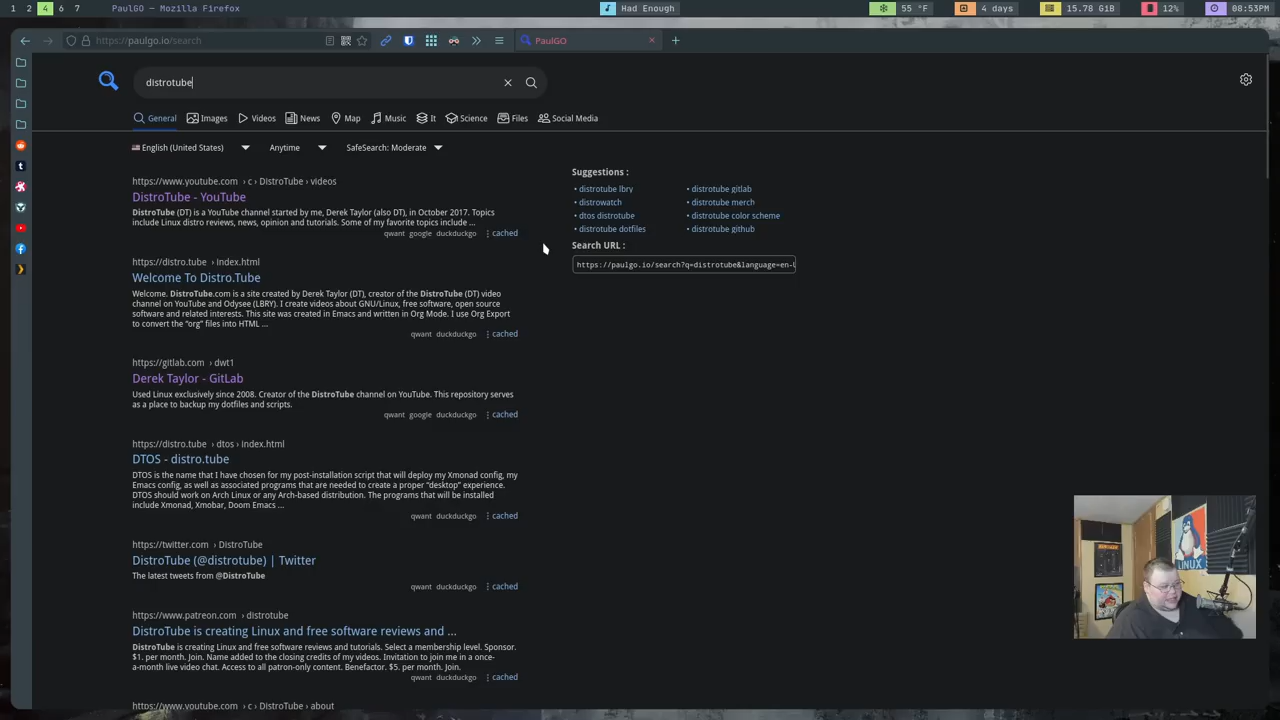 1 2 4 6 7 PaulGO — Mozilla Firefox Had Enough 55 °F 4 days 15.78 GiB 12% 08:53PM
https://paulgo.io/search PaulGO
distrotube
General Images Videos News Map Music It Science Files Social Media
English (United States) Anytime SafeSearch: Moderate
https://www.youtube.com › c › DistroTube › videos
DistroTube - YouTube
DistroTube (DT) is a YouTube channel started by me, Derek Taylor (also DT), in October 2017. Topics
include Linux distro reviews, news, opinion and tutorials. Some of my favorite topics include ...
qwant google duckduckgo cached
https://distro.tube › index.html
Welcome To Distro.Tube
Welcome. DistroTube.com is a site created by Derek Taylor (DT), creator of the DistroTube (DT) video
channel on YouTube and Odysee (LBRY). I create videos about GNU/Linux, free software, open source
software and related interests. This site was created in Emacs and written in Org Mode. I use Org Export
to convert the “org” files into HTML ...
qwant duckduckgo cached
https://gitlab.com › dwt1
Derek Taylor - GitLab
Used Linux exclusively since 2008. Creator of the DistroTube channel on YouTube. This repository serves
as a place to backup my dotfiles and scripts.
qwant google duckduckgo cached
https://distro.tube › dtos › index.html
DTOS - distro.tube
DTOS is the name that I have chosen for my post-installation script that will deploy my Xmonad config, my
Emacs config, as well as associated programs that are needed to create a proper “desktop” experience.
DTOS should work on Arch Linux or any Arch-based distribution. The programs that will be installed
include Xmonad, Xmobar, Doom Emacs ...
qwant duckduckgo cached
https://twitter.com › DistroTube
DistroTube (@distrotube) | Twitter
The latest tweets from @DistroTube
qwant duckduckgo cached
https://www.patreon.com › distrotube
DistroTube is creating Linux and free software reviews and ...
DistroTube is creating Linux and free software reviews and tutorials. Select a membership level. Sponsor.
$1. per month. Join. Name added to the closing credits of my videos. Invitation to join me in a once-
a-month live video chat. Access to all patron-only content. Benefactor. $5. per month. Join.
qwant duckduckgo cached
https://www.youtube.com › c › DistroTube › about
Suggestions :
• distrotube lbry • distrotube gitlab
• distrowatch • distrotube merch
• dtos distrotube • distrotube color scheme
• distrotube dotfiles • distrotube github
Search URL :
https://paulgo.io/search?q=distrotube&language=en-U
LINUX